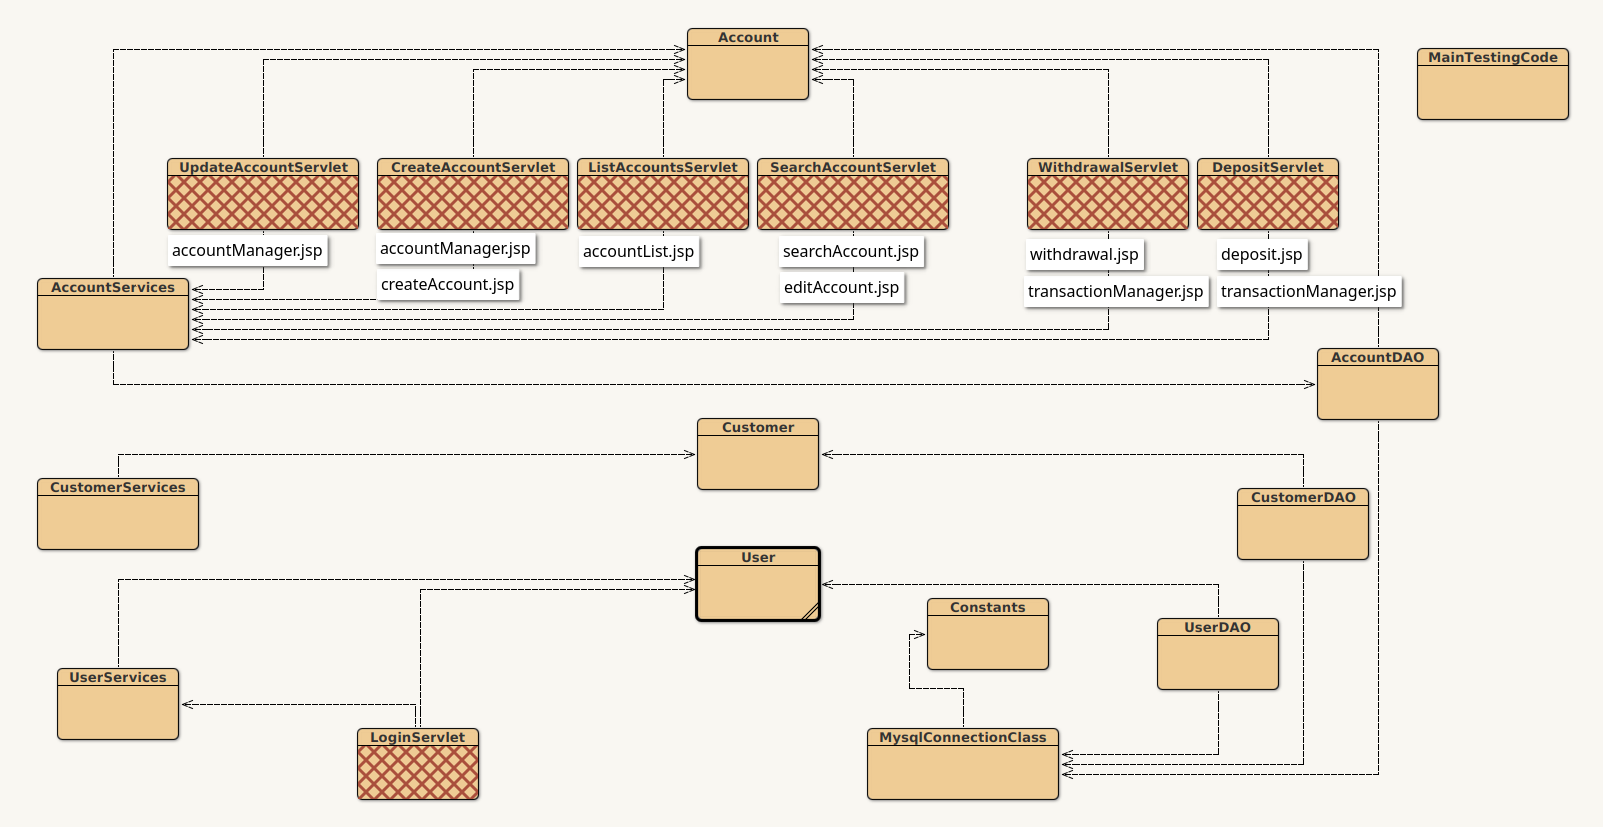 Account
MainTestingCode
UpdateAccountServlet
CreateAccountServlet
ListAccountsServlet
SearchAccountServlet
WithdrawalServlet
DepositServlet
accountManager.jsp
accountManager.jsp
accountList.jsp
searchAccount.jsp
withdrawal.jsp
deposit.jsp
createAccount.jsp
editAccount.jsp
transactionManager.jsp
transactionManager.jsp
AccountServices
AccountDAO
Customer
CustomerServices
CustomerDAO
User
Constants
UserDAO
UserServices
LoginServlet
MysqlConnectionClass